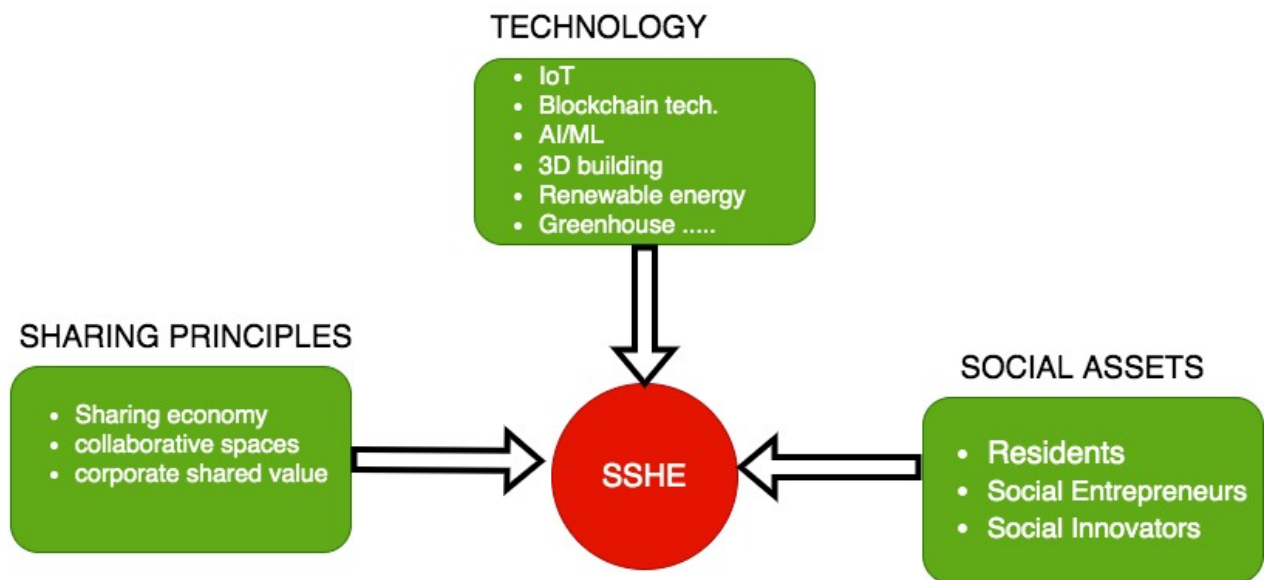 TECHNOLOGY
• IoT
• Blockchain tech.
• AI/ML
• 3D building
• Renewable energy
• Greenhouse .....
SHARING PRINCIPLES
• Sharing economy
• collaborative spaces
• corporate shared value
SSHE
SOCIAL ASSETS
• Residents
• Social Entrepreneurs
• Social Innovators